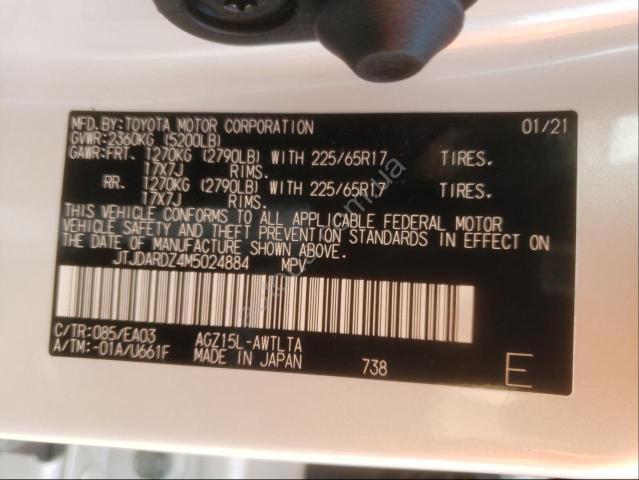 MFD.BY:TOYOTA MOTOR CORPORATION 01/21
GVWR:2360KG (5200LB)
GAWR:FRT. 1270KG (2790LB) WITH 225/65R17 TIRES.
17X7J RIMS.
RR. 1270KG (2790LB) WITH 225/65R17 TIRES.
17X7J RIMS.
THIS VEHICLE CONFORMS TO ALL APPLICABLE FEDERAL MOTOR
VEHICLE SAFETY AND THEFT PREVENTION STANDARDS IN EFFECT ON
THE DATE OF MANUFACTURE SHOWN ABOVE.
JTJDARDZ4M5024884 MPV
C/TR:085/EA03 AGZ15L-AWTLTA
A/TM:-01A/U661F MADE IN JAPAN 738 E